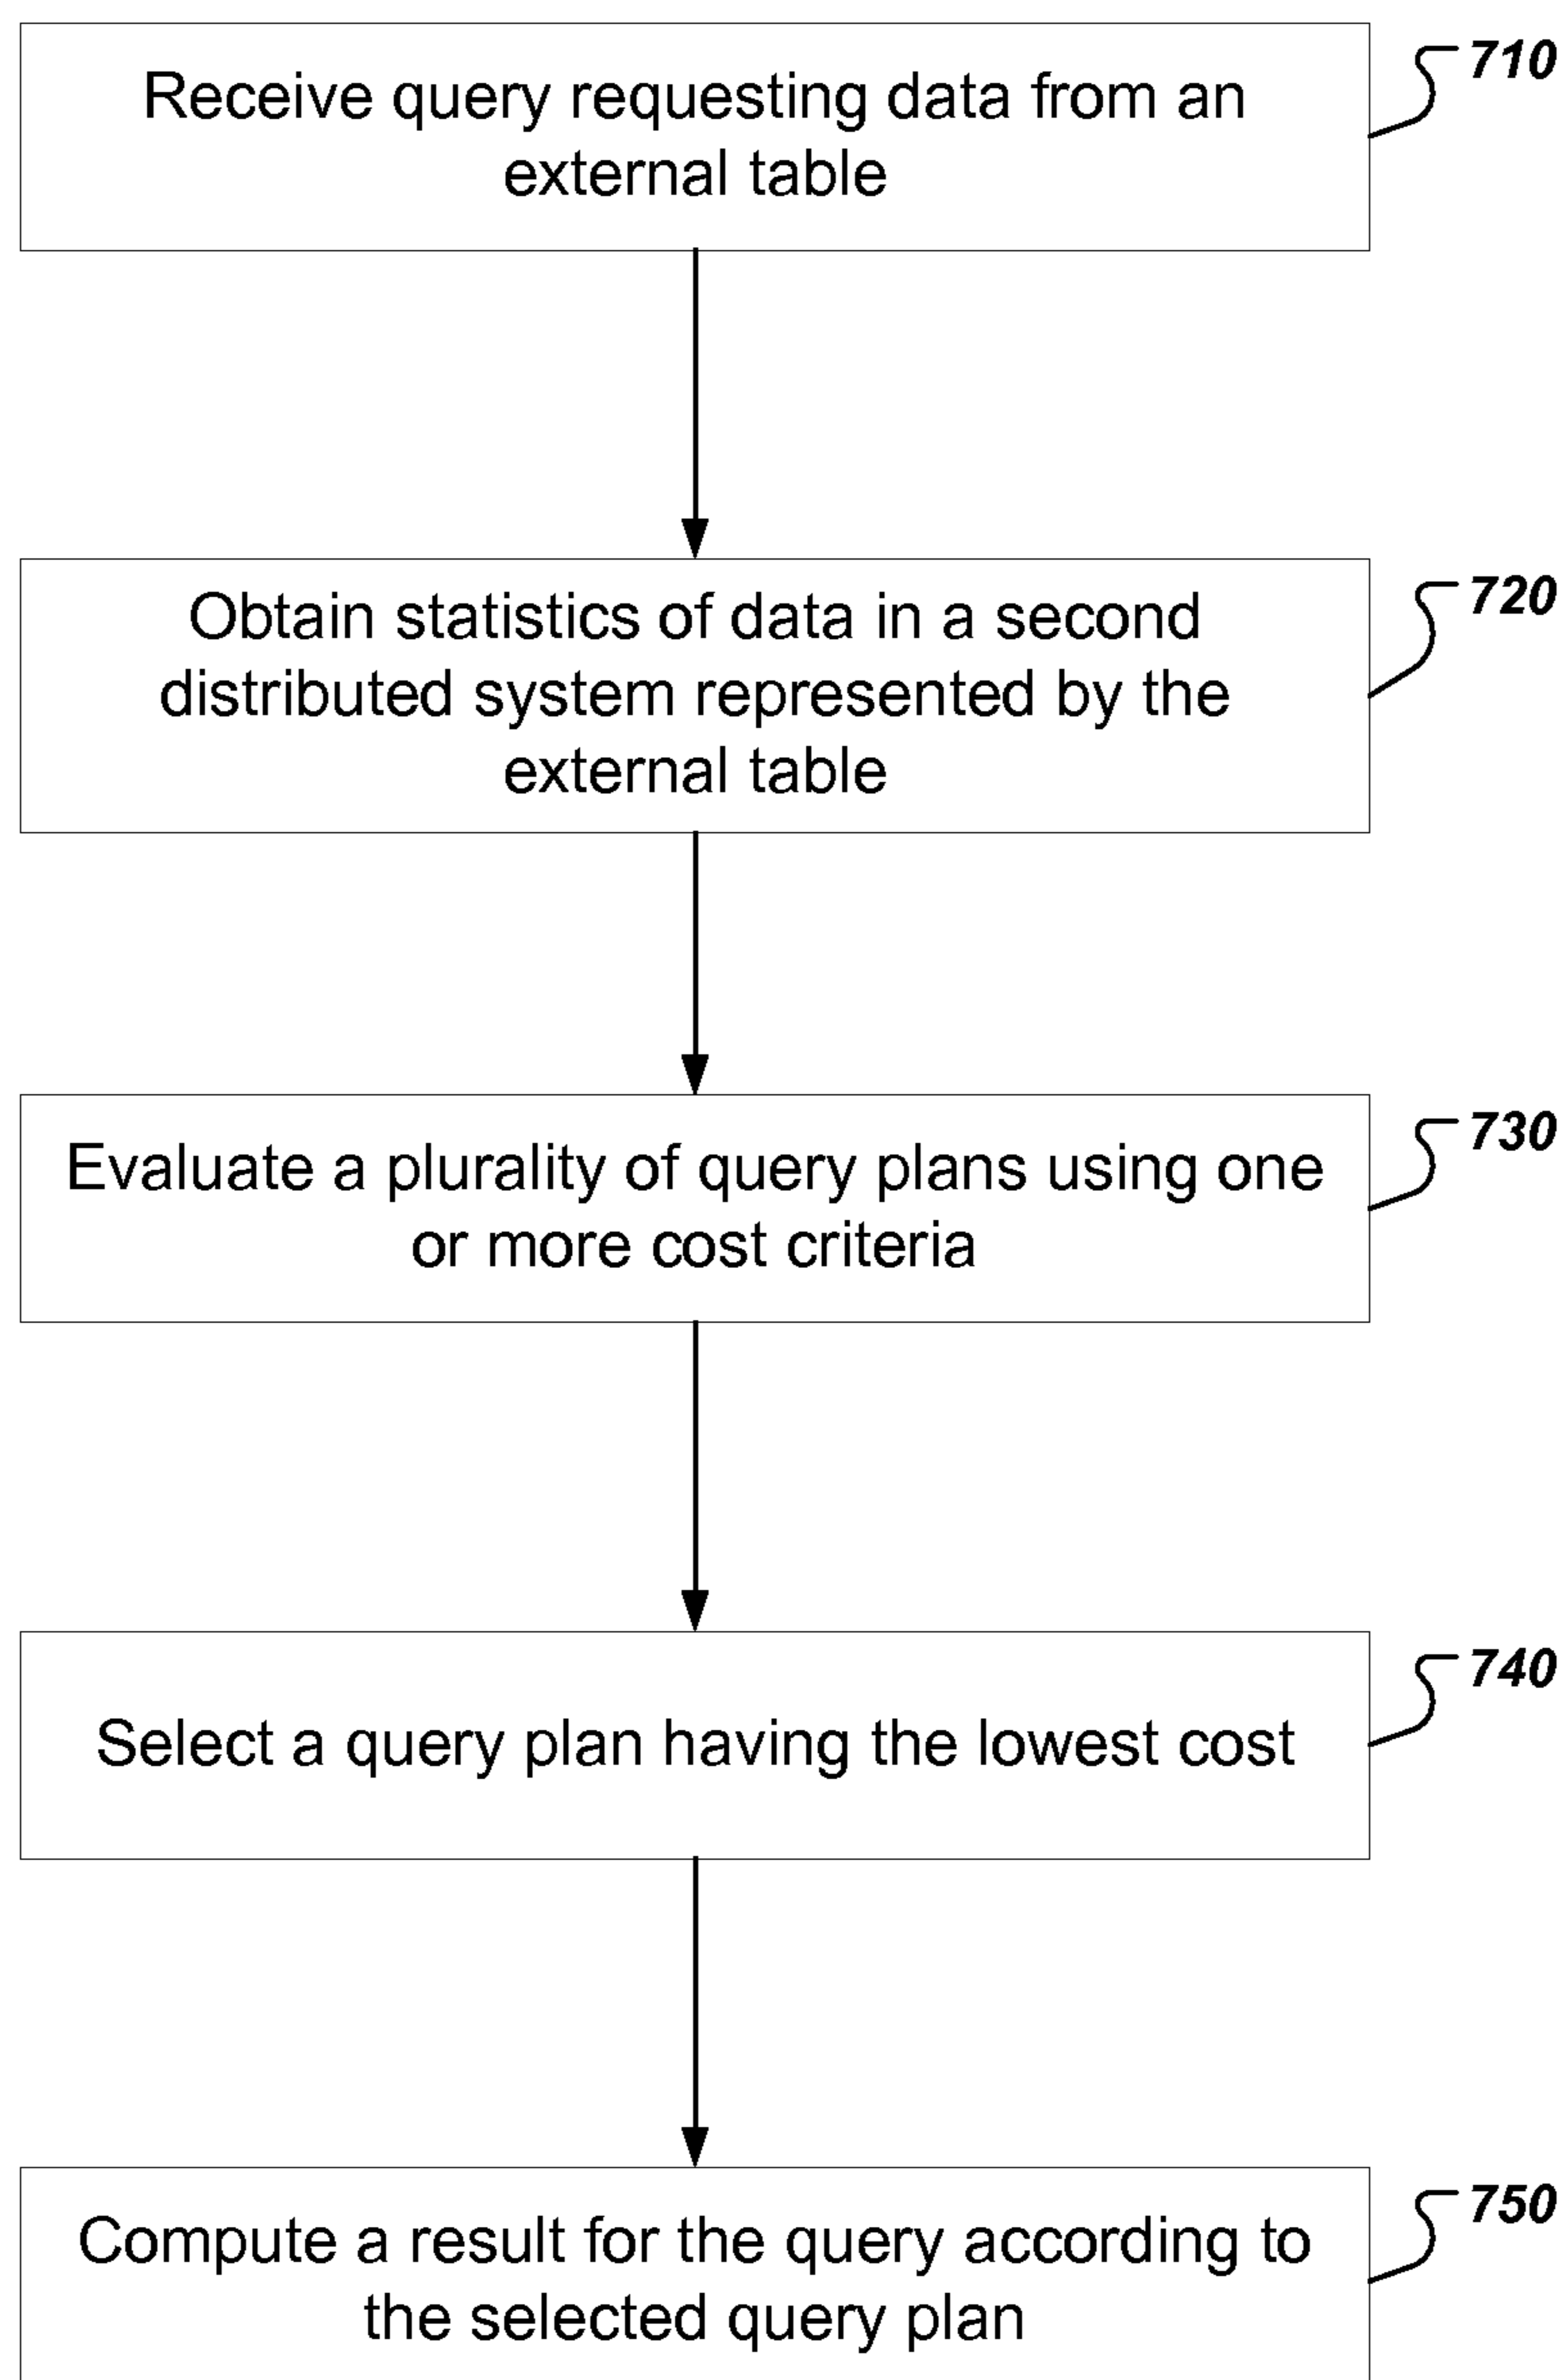 Receive query requesting data from an
external table
710
Obtain statistics of data in a second
distributed system represented by the
external table
720
Evaluate a plurality of query plans using one
or more cost criteria
730
Select a query plan having the lowest cost
740
Compute a result for the query according to
the selected query plan
750